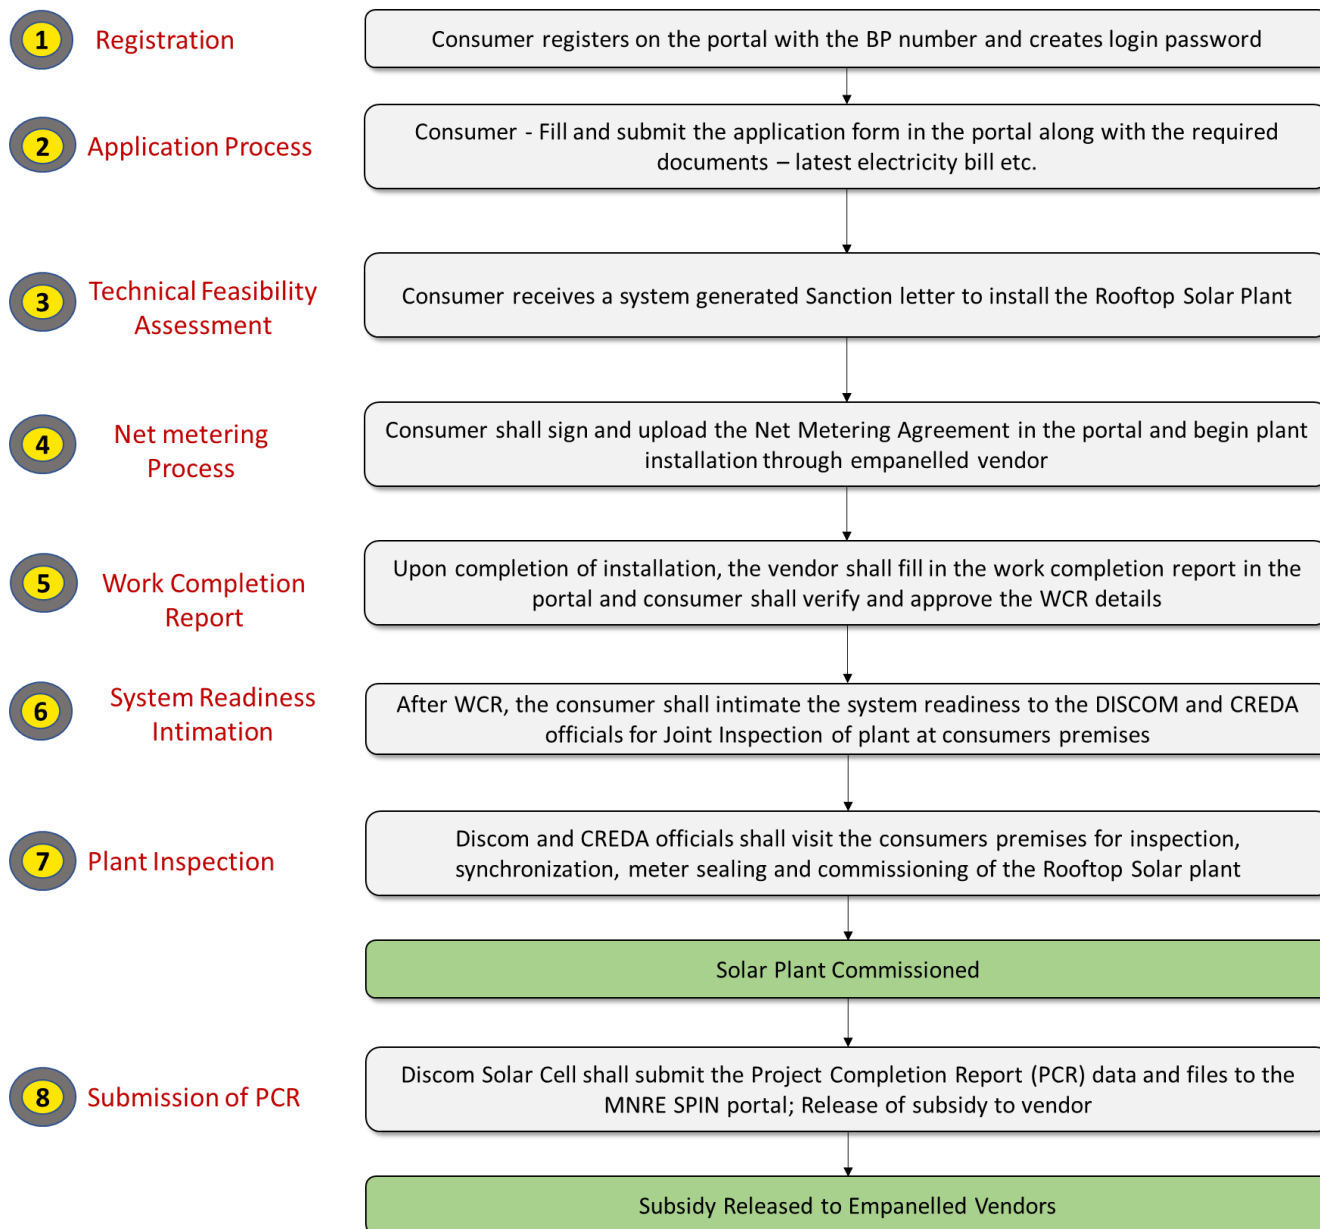 1
Registration
Consumer registers on the portal with the BP number and creates login password
2
Application Process
Consumer - Fill and submit the application form in the portal along with the required
documents – latest electricity bill etc.
3
Technical Feasibility
Assessment
Consumer receives a system generated Sanction letter to install the Rooftop Solar Plant
4
Net metering
Process
Consumer shall sign and upload the Net Metering Agreement in the portal and begin plant
installation through empanelled vendor
5
Work Completion
Report
Upon completion of installation, the vendor shall fill in the work completion report in the
portal and consumer shall verify and approve the WCR details
6
System Readiness
Intimation
After WCR, the consumer shall intimate the system readiness to the DISCOM and CREDA
officials for Joint Inspection of plant at consumers premises
7
Plant Inspection
Discom and CREDA officials shall visit the consumers premises for inspection,
synchronization, meter sealing and commissioning of the Rooftop Solar plant
Solar Plant Commissioned
8
Submission of PCR
Discom Solar Cell shall submit the Project Completion Report (PCR) data and files to the
MNRE SPIN portal; Release of subsidy to vendor
Subsidy Released to Empanelled Vendors